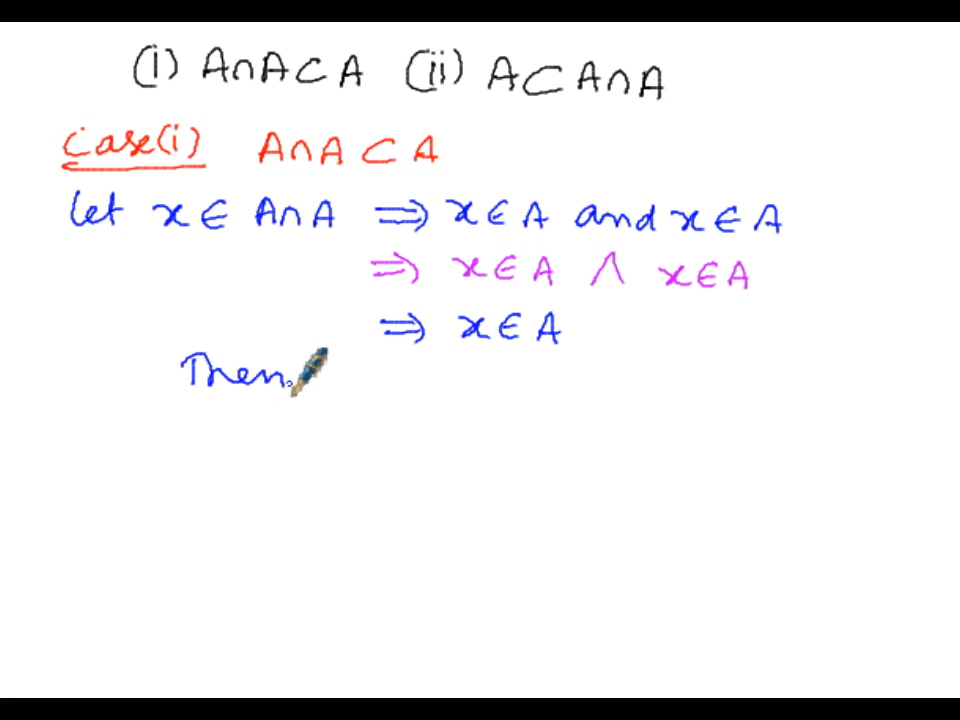 (i) A∩A⊂A (ii) A⊂A∩A
Case(i) A∩A⊂A
let x∈ A∩A ⇒ x∈A and x∈A
⇒ x∈A ∧ x∈A
⇒ x∈A
Then